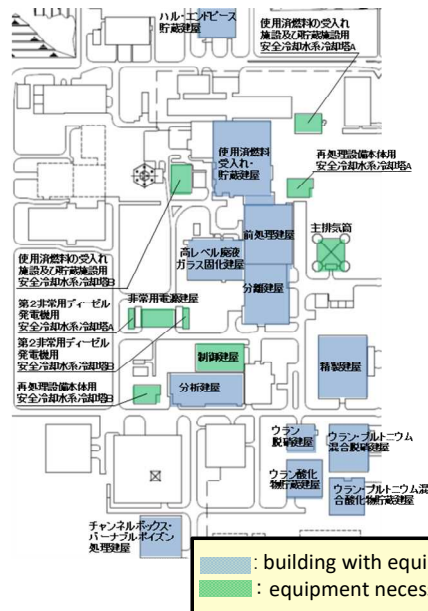 ハル・エンドピース
貯蔵建屋
使用済燃料の受入れ
施設及び貯蔵施設用
安全冷却水系冷却塔A
使用済燃料
受入れ・
貯蔵建屋
再処理設備本体用
安全冷却水系冷却塔A
前処理建屋
主排気筒
高レベル廃液
ガラス固化建屋
使用済燃料の受入れ
施設及び貯蔵施設用
安全冷却水系冷却塔B
分離建屋
非常用電源建屋
第2非常用ディーゼル
発電機用
安全冷却水系冷却塔A
第2非常用ディーゼル
発電機用
安全冷却水系冷却塔B
制御建屋
精製建屋
再処理設備本体用
安全冷却水系冷却塔B
分析建屋
ウラン
脱硝建屋
ウラン・プルトニウム
混合脱硝建屋
ウラン酸化
物貯蔵建屋
ウラン・プルトニウム混
合酸化物貯蔵建屋
チャンネルボックス・
バーナブルポイズン
処理建屋
: building with equi
: equipment neces